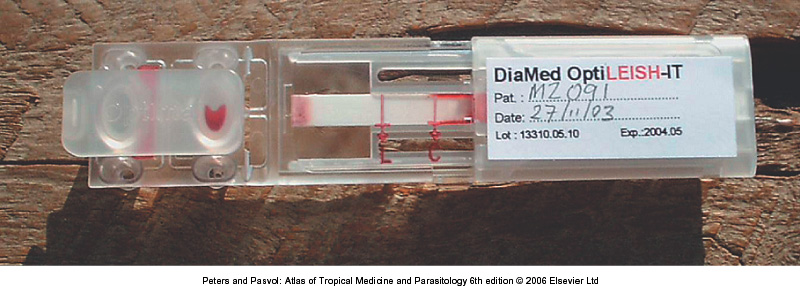 DiaMed OptiLEISH-IT
Pat.: MZ091
Date: 27/11/03
Lot : 13310.05.10 Exp.:2004.05
Peters and Pasvol: Atlas of Tropical Medicine and Parasitology 6th edition © 2006 Elsevier Ltd